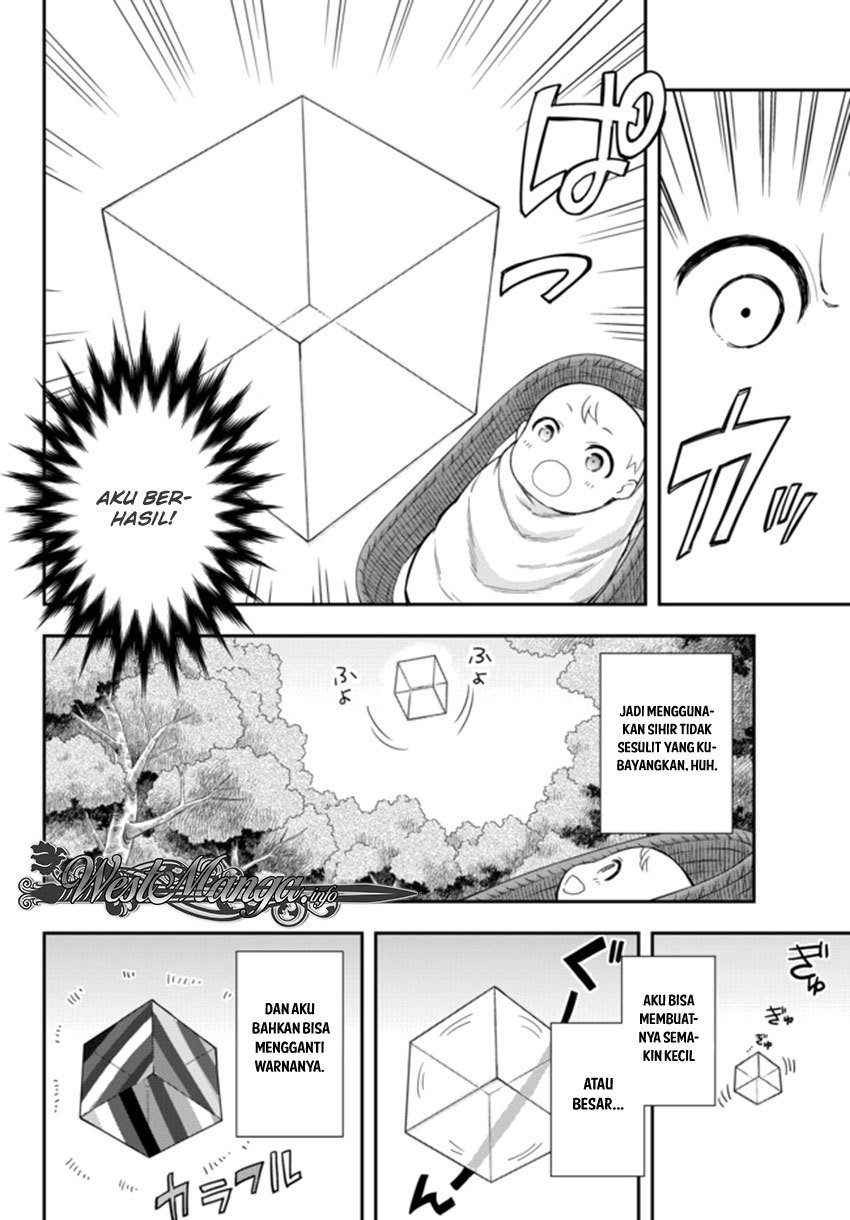 カッ
ぱっ
AKU BER-
HASIL!
ふよ
ふよ
JADI MENGGUNA-
KAN SIHIR TIDAK
SESULIT YANG KU-
BAYANGKAN, HUH.
WestManga.info
ぎゅ
ぎゅ
ぎゅ
AKU BISA
MEMBUAT-
NYA SEMA-
KIN KECIL
ATAU
BESAR...
ぐ
ん
DAN AKU
BAHKAN BISA
MENGGANTI
WARNANYA.
カラフル